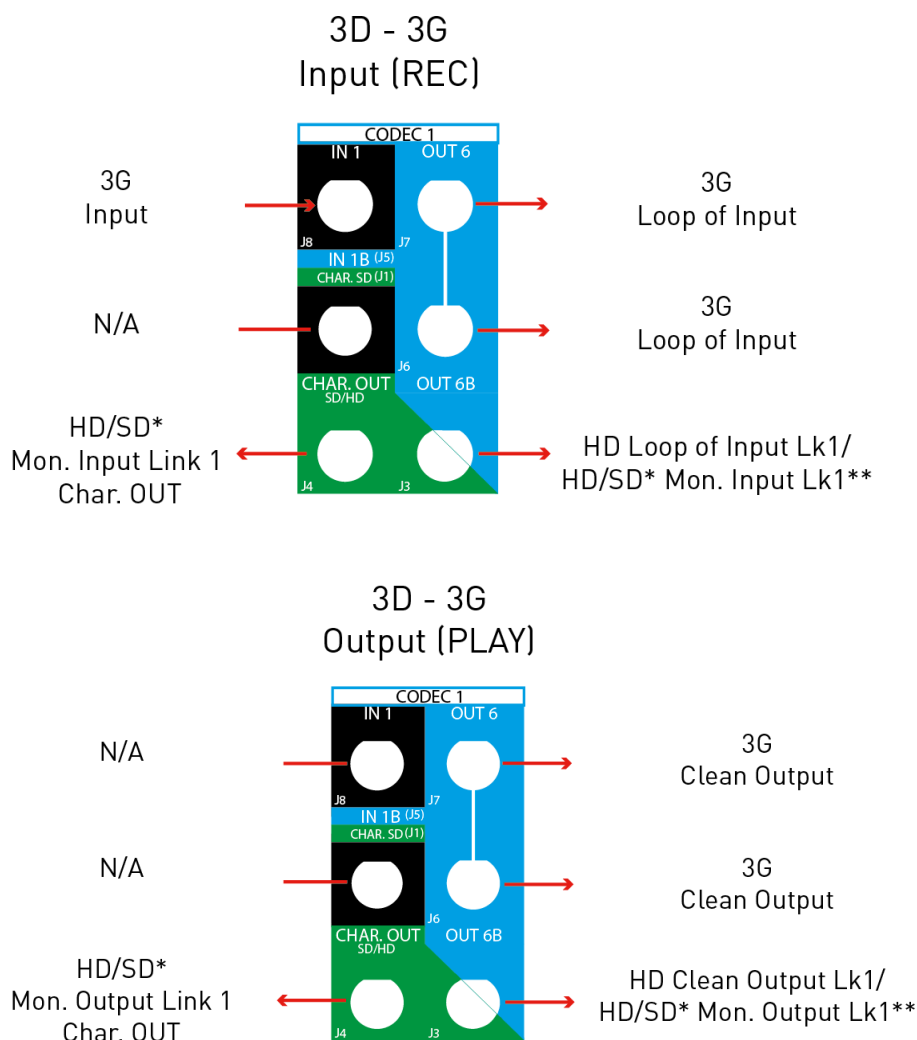 3D - 3G
Input (REC)
CODEC 1
IN 1
OUT 6
3G
Input
3G
Loop of Input
J8
J7
IN 1B (J5)
CHAR. SD (J1)
N/A
3G
Loop of Input
J6
CHAR. OUT
SD/HD
OUT 6B
HD/SD*
Mon. Input Link 1
Char. OUT
HD Loop of Input Lk1/
HD/SD* Mon. Input Lk1**
J4
J3
3D - 3G
Output (PLAY)
CODEC 1
IN 1
OUT 6
N/A
3G
Clean Output
J8
J7
IN 1B (J5)
CHAR. SD (J1)
N/A
3G
Clean Output
J6
CHAR. OUT
SD/HD
OUT 6B
HD/SD*
Mon. Output Link 1
Char. OUT
HD Clean Output Lk1/
HD/SD* Mon. Output Lk1**
J4
J3